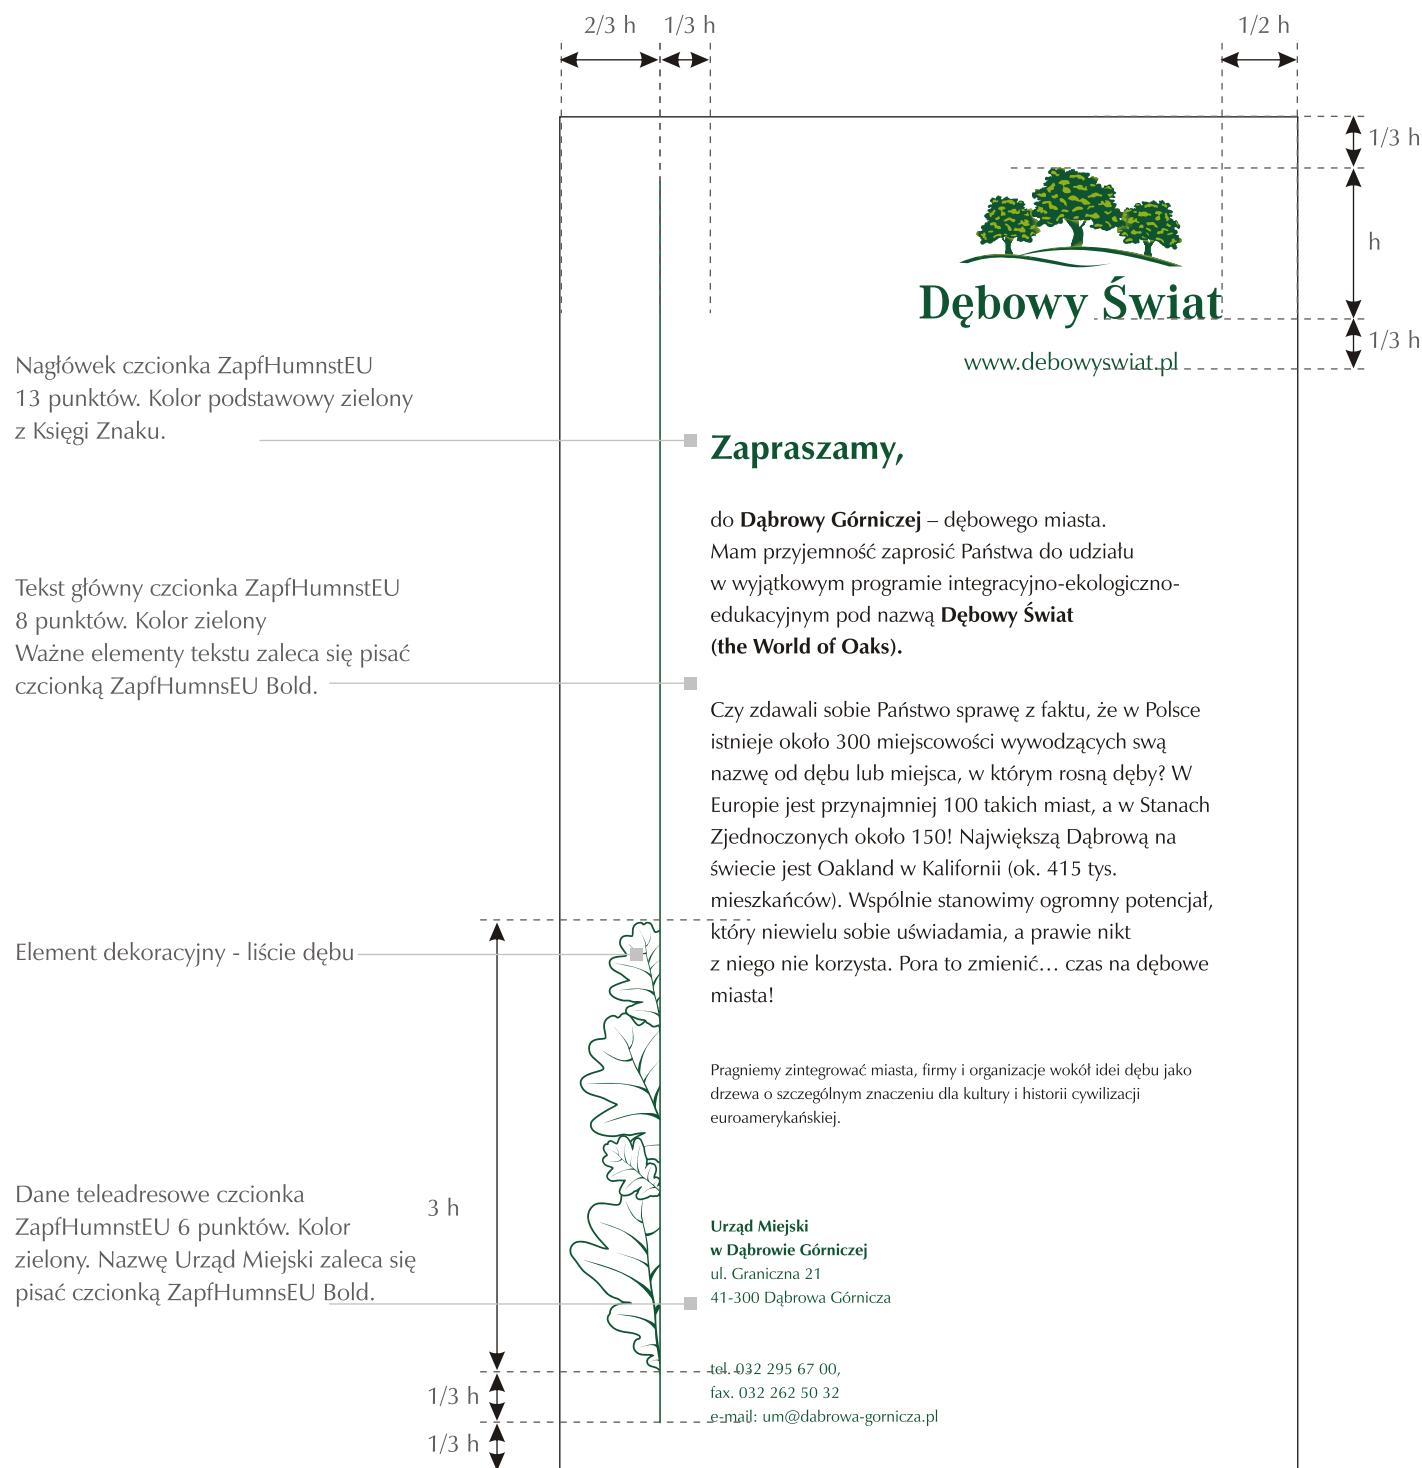 2/3 h
1/3 h
1/2 h
1/3 h
h
1/3 h
Dębowy Świat
www.debowyswiat.pl
Nagłówek czcionka ZapfHumnstEU
13 punktów. Kolor podstawowy zielony
z Księgi Znaku.
Zapraszamy,
do Dąbrowy Górniczej – dębowego miasta.
Mam przyjemność zaprosić Państwa do udziału
w wyjątkowym programie integracyjno-ekologiczno-
edukacyjnym pod nazwą Dębowy Świat
(the World of Oaks).
Tekst główny czcionka ZapfHumnstEU
8 punktów. Kolor zielony
Ważne elementy tekstu zaleca się pisać
czcionką ZapfHumnsEU Bold.
Czy zdawali sobie Państwo sprawę z faktu, że w Polsce
istnieje około 300 miejscowości wywodzących swą
nazwę od dębu lub miejsca, w którym rosną dęby? W
Europie jest przynajmniej 100 takich miast, a w Stanach
Zjednoczonych około 150! Największą Dąbrową na
świecie jest Oakland w Kalifornii (ok. 415 tys.
mieszkańców). Wspólnie stanowimy ogromny potencjał,
który niewielu sobie uświadamia, a prawie nikt
z niego nie korzysta. Pora to zmienić… czas na dębowe
miasta!
Element dekoracyjny - liście dębu
Pragniemy zintegrować miasta, firmy i organizacje wokół idei dębu jako
drzewa o szczególnym znaczeniu dla kultury i historii cywilizacji
euroamerykańskiej.
Dane teleadresowe czcionka
ZapfHumnstEU 6 punktów. Kolor
zielony. Nazwę Urząd Miejski zaleca się
pisać czcionką ZapfHumnsEU Bold.
3 h
Urząd Miejski
w Dąbrowie Górniczej
ul. Graniczna 21
41-300 Dąbrowa Górnicza
tel. 032 295 67 00,
fax. 032 262 50 32
e-mail: um@dabrowa-gornicza.pl
1/3 h
1/3 h